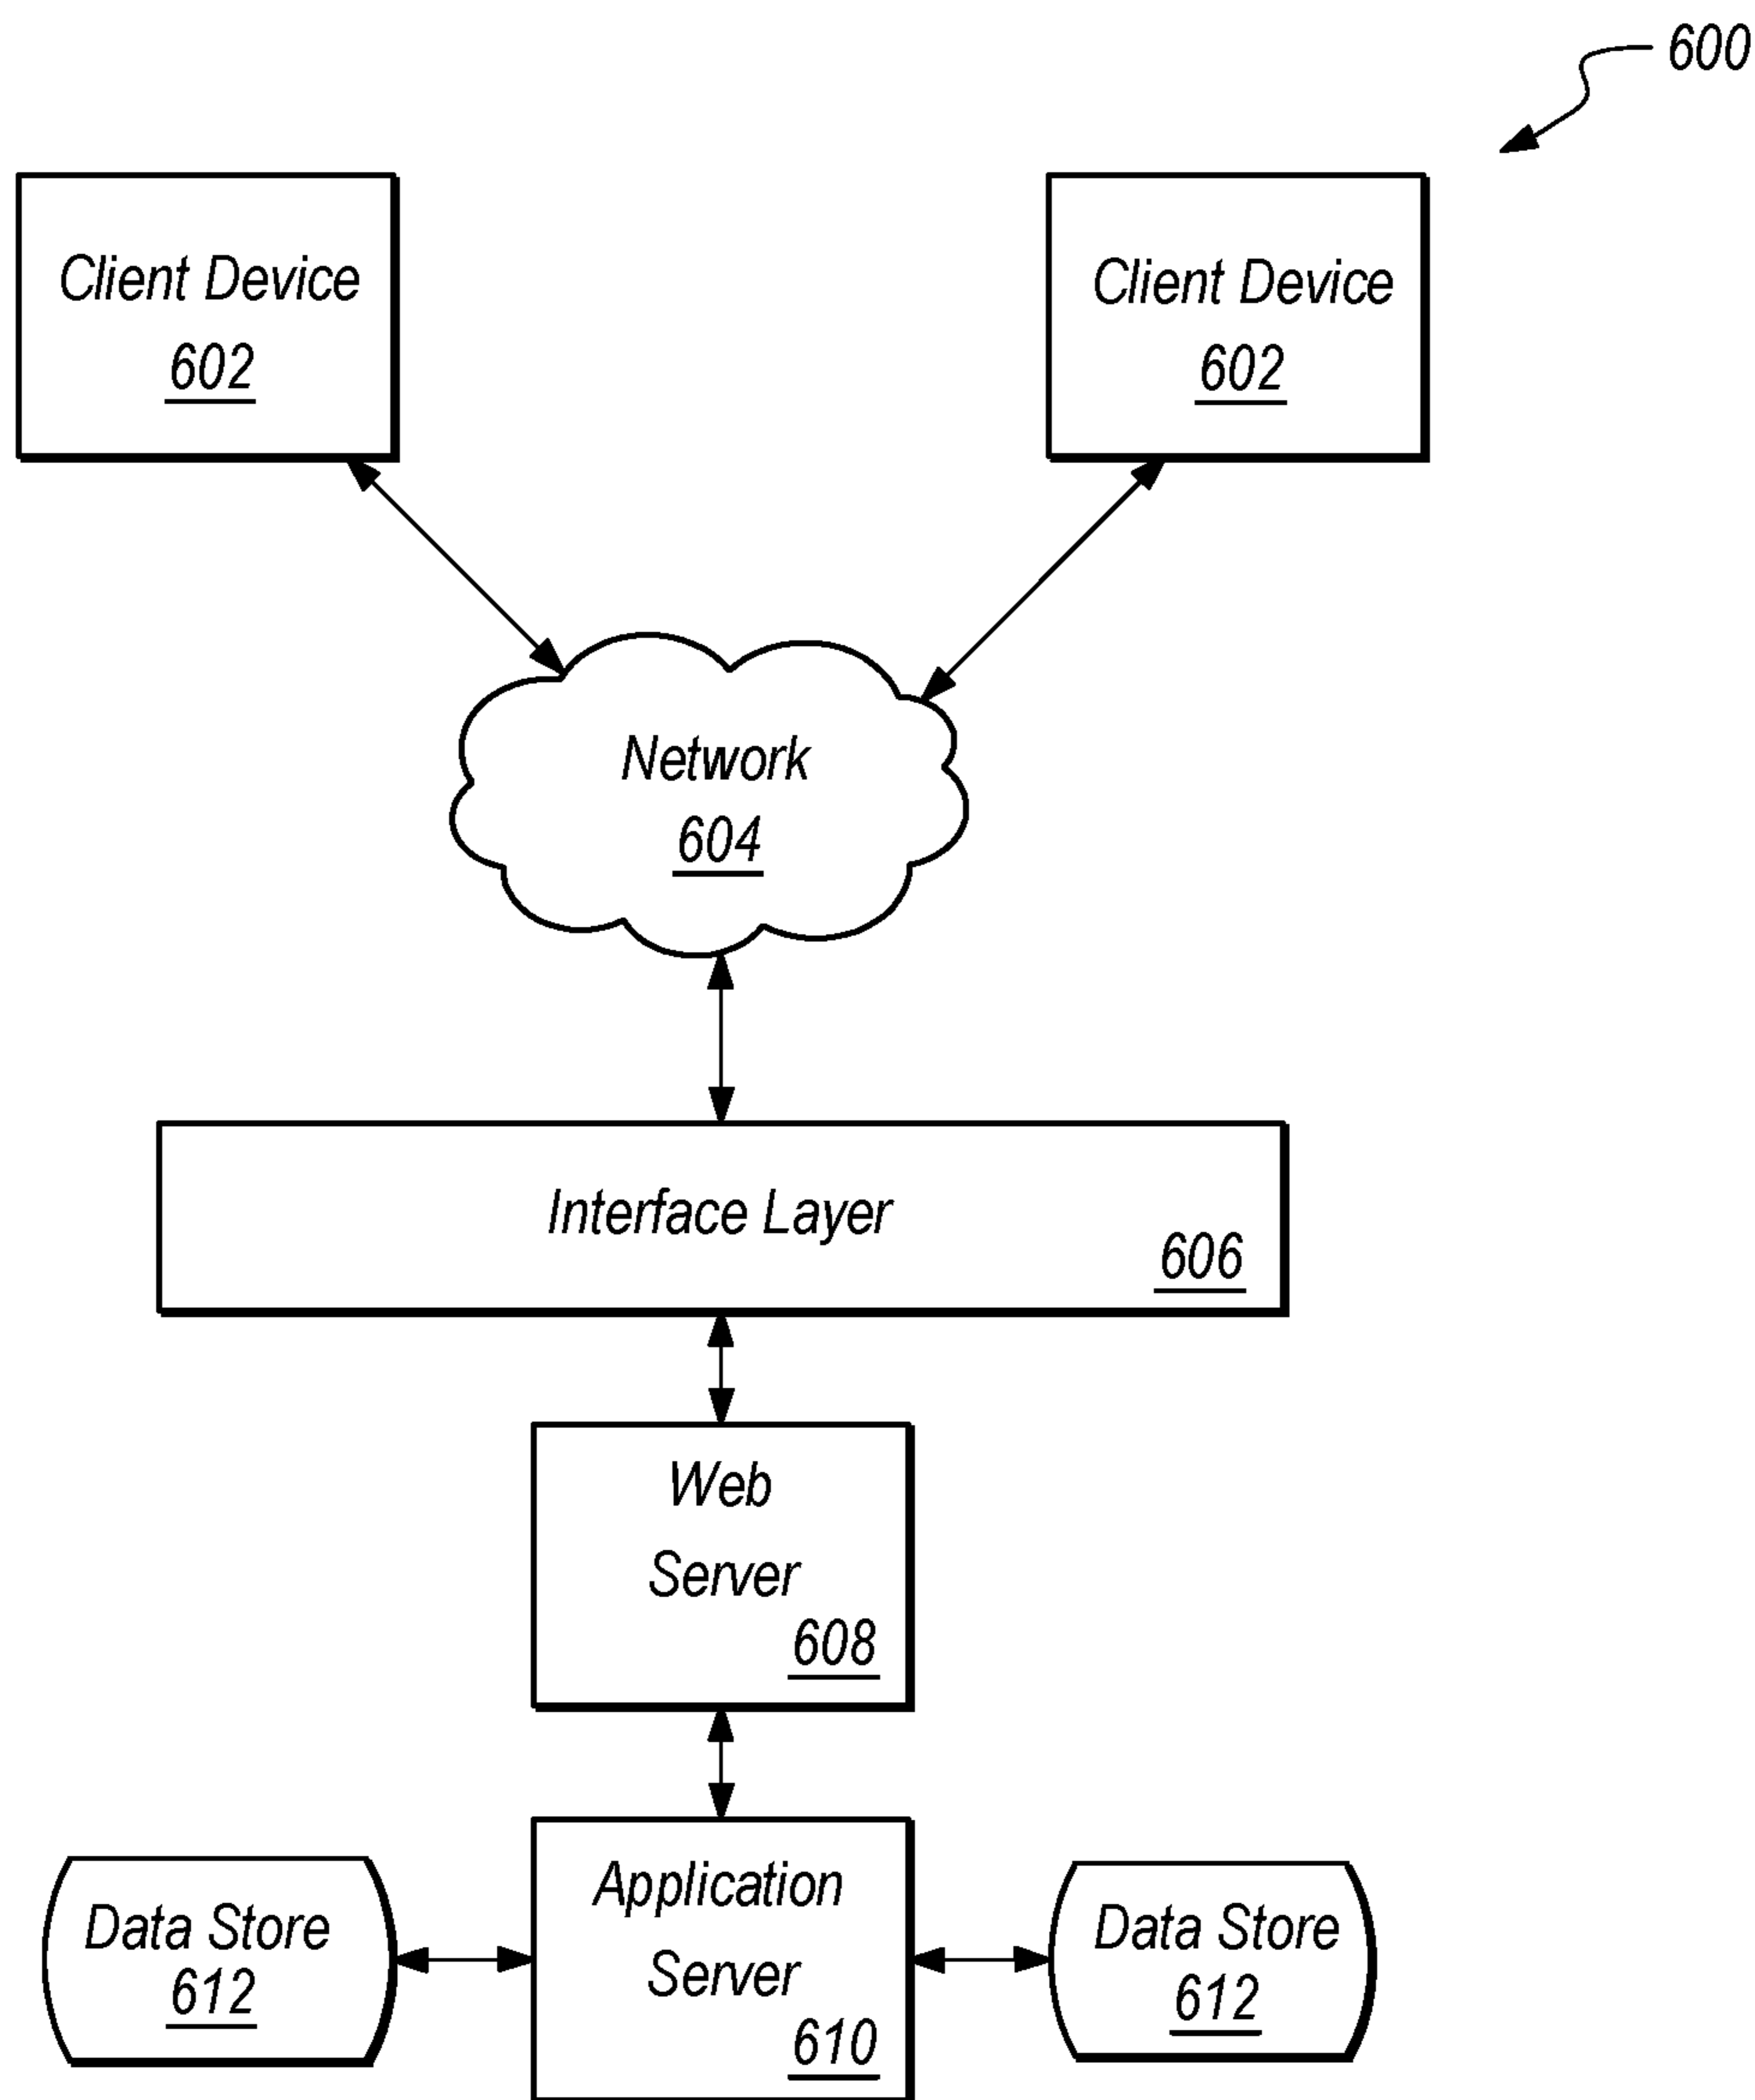 600
Client Device
602
Client Device
602
Network
604
Interface Layer
606
Web
Server
608
Application
Server
610
Data Store
612
Data Store
612